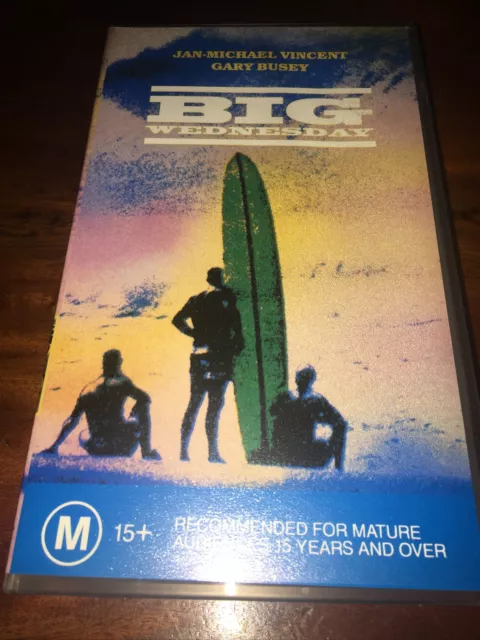 JAN-MICHAEL VINCENT
GARY BUSEY
BIG
WEDNESDAY
M 15+ RECOMMENDED FOR MATURE
AUDIENCES 15 YEARS AND OVER